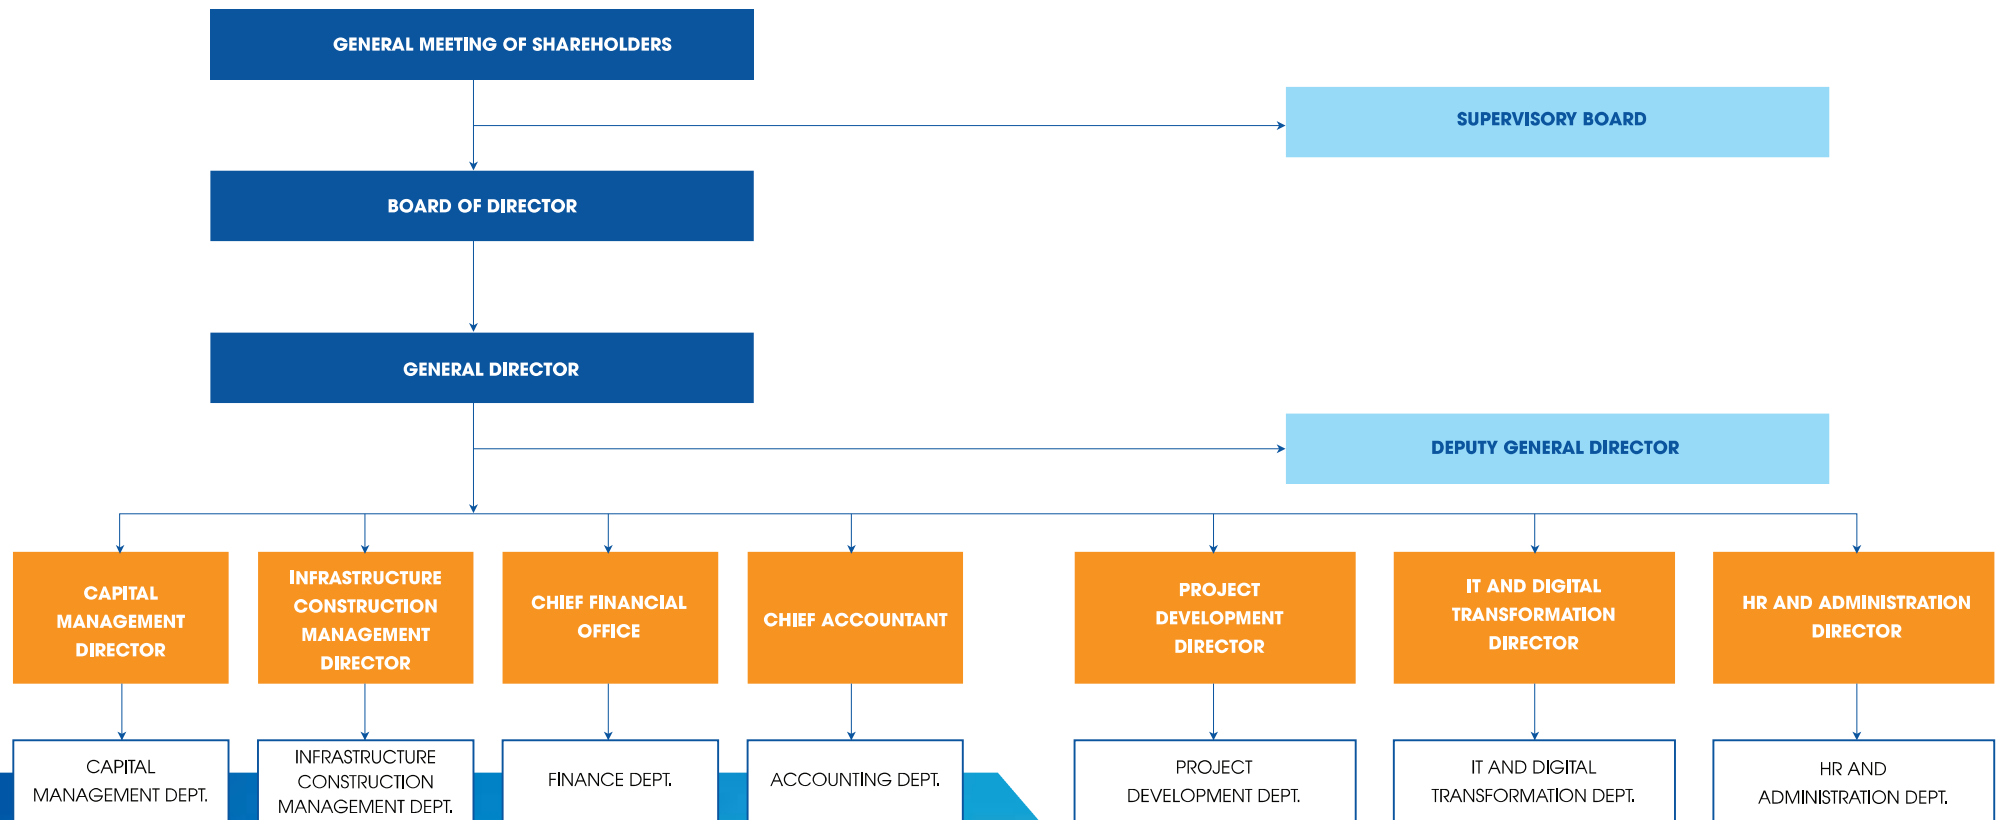 GENERAL MEETING OF SHAREHOLDERS
SUPERVISORY BOARD
BOARD OF DIRECTOR
GENERAL DIRECTOR
DEPUTY GENERAL DIRECTOR
CAPITAL
MANAGEMENT
DIRECTOR
INFRASTRUCTURE
CONSTRUCTION
MANAGEMENT
DIRECTOR
CHIEF FINANCIAL
OFFICE
CHIEF ACCOUNTANT
PROJECT
DEVELOPMENT
DIRECTOR
IT AND DIGITAL
TRANSFORMATION
DIRECTOR
HR AND ADMINISTRATION
DIRECTOR
CAPITAL
MANAGEMENT DEPT.
INFRASTRUCTURE
CONSTRUCTION
MANAGEMENT DEPT.
FINANCE DEPT.
ACCOUNTING DEPT.
PROJECT
DEVELOPMENT DEPT.
IT AND DIGITAL
TRANSFORMATION DEPT.
HR AND
ADMINISTRATION DEPT.